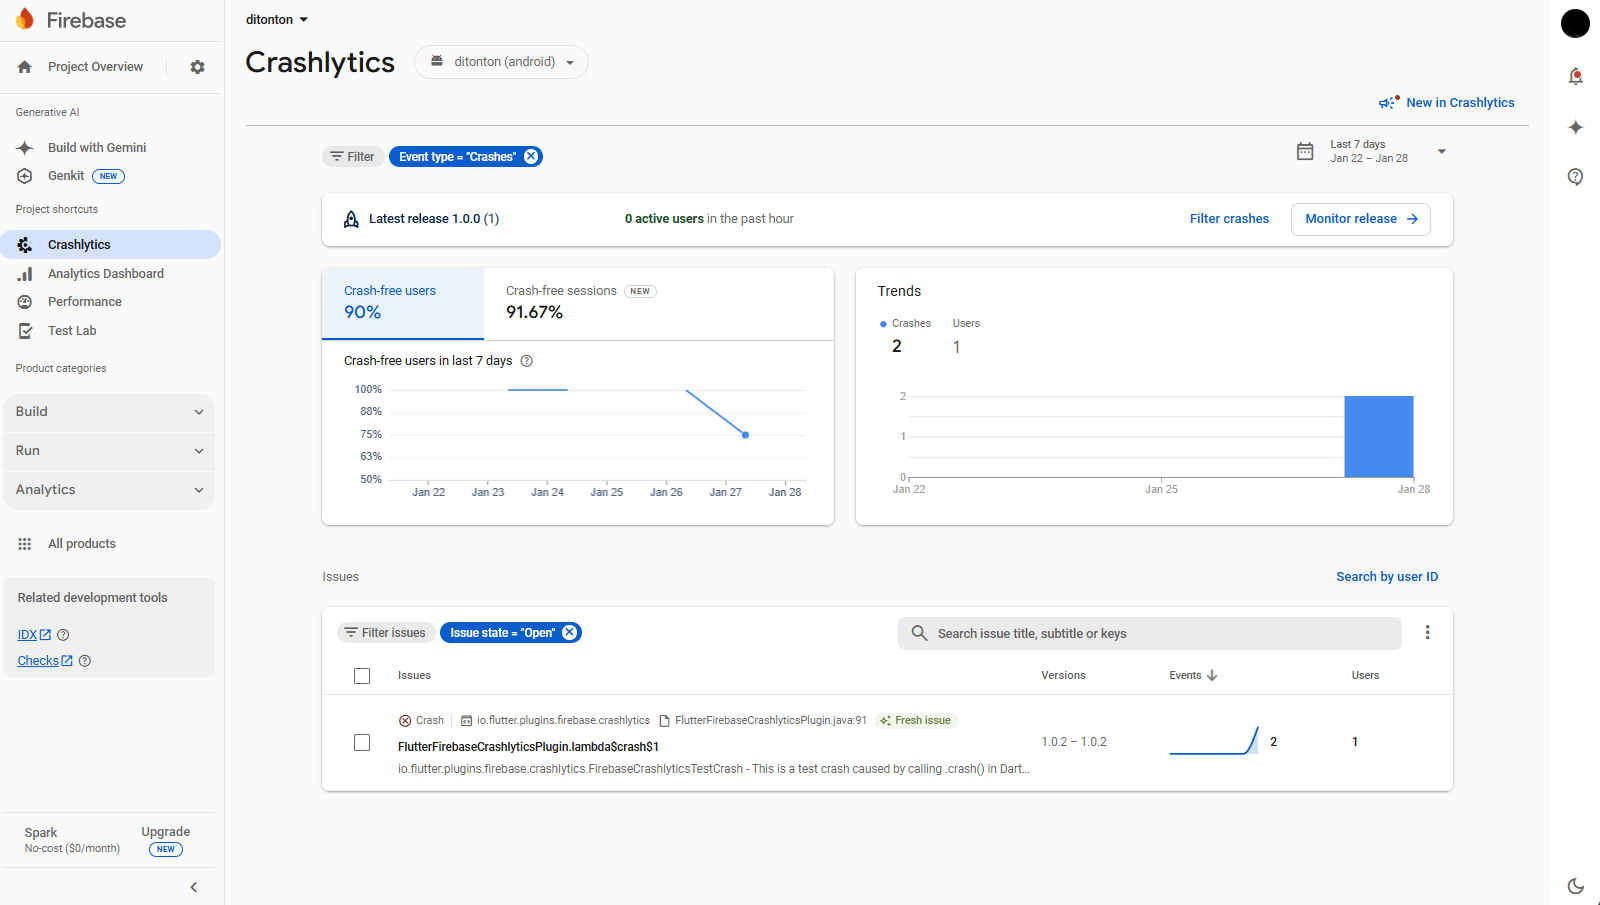 Firebase
Project Overview
Generative AI
Build with Gemini
Genkit NEW
Project shortcuts
Crashlytics
Analytics Dashboard
Performance
Test Lab
Product categories
Build
Run
Analytics
All products
Related development tools
IDX
Checks
Spark
No-cost ($0/month)
Upgrade
NEW
ditonton
Crashlytics
ditonton (android)
New in Crashlytics
Filter
Event type = "Crashes"
Last 7 days
Jan 22 – Jan 28
Latest release 1.0.0 (1)
0 active users in the past hour
Filter crashes
Monitor release
Crash-free users
90%
Crash-free sessions NEW
91.67%
Crash-free users in last 7 days
100%
88%
75%
63%
50%
Jan 22 Jan 23 Jan 24 Jan 25 Jan 26 Jan 27 Jan 28
Trends
Crashes Users
2 1
2
1
0
Jan 22 Jan 25 Jan 28
Issues
Search by user ID
Filter issues
Issue state = "Open"
Search issue title, subtitle or keys
Issues Versions Events Users
Crash io.flutter.plugins.firebase.crashlytics FlutterFirebaseCrashlyticsPlugin.java:91 Fresh issue
FlutterFirebaseCrashlyticsPlugin.lambda$crash$1
io.flutter.plugins.firebase.crashlytics.FirebaseCrashlyticsTestCrash - This is a test crash caused by calling .crash() in Dart...
1.0.2 – 1.0.2 2 1